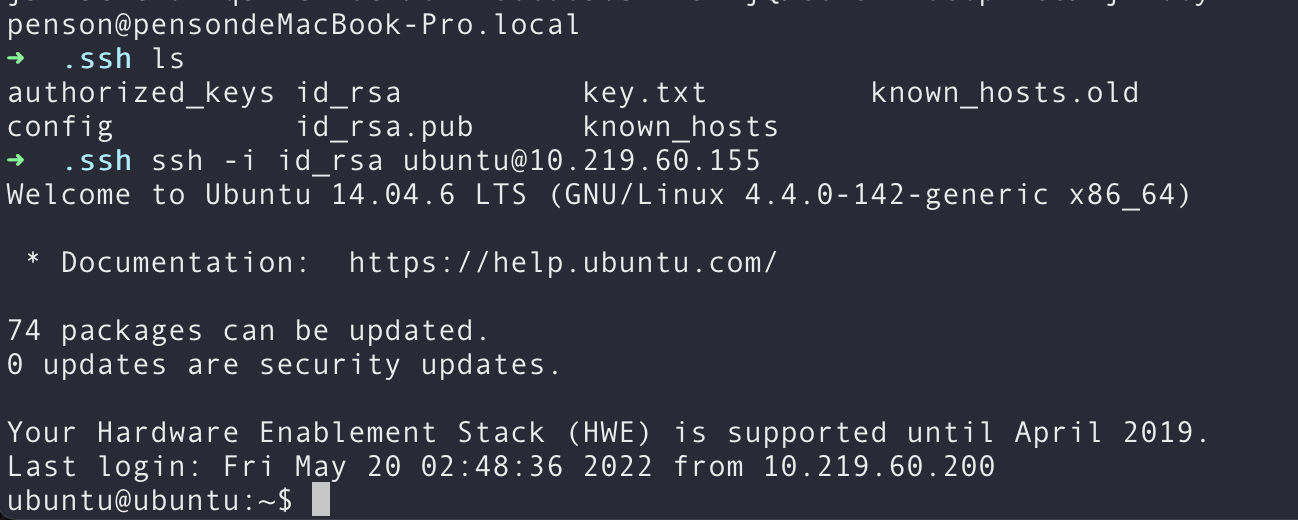 penson@pensondeMacBook-Pro.local
➜  .ssh ls
authorized_keys id_rsa          key.txt         known_hosts.old
config          id_rsa.pub      known_hosts
➜  .ssh ssh -i id_rsa ubuntu@10.219.60.155
Welcome to Ubuntu 14.04.6 LTS (GNU/Linux 4.4.0-142-generic x86_64)

 * Documentation:  https://help.ubuntu.com/

74 packages can be updated.
0 updates are security updates.

Your Hardware Enablement Stack (HWE) is supported until April 2019.
Last login: Fri May 20 02:48:36 2022 from 10.219.60.200
ubuntu@ubuntu:~$